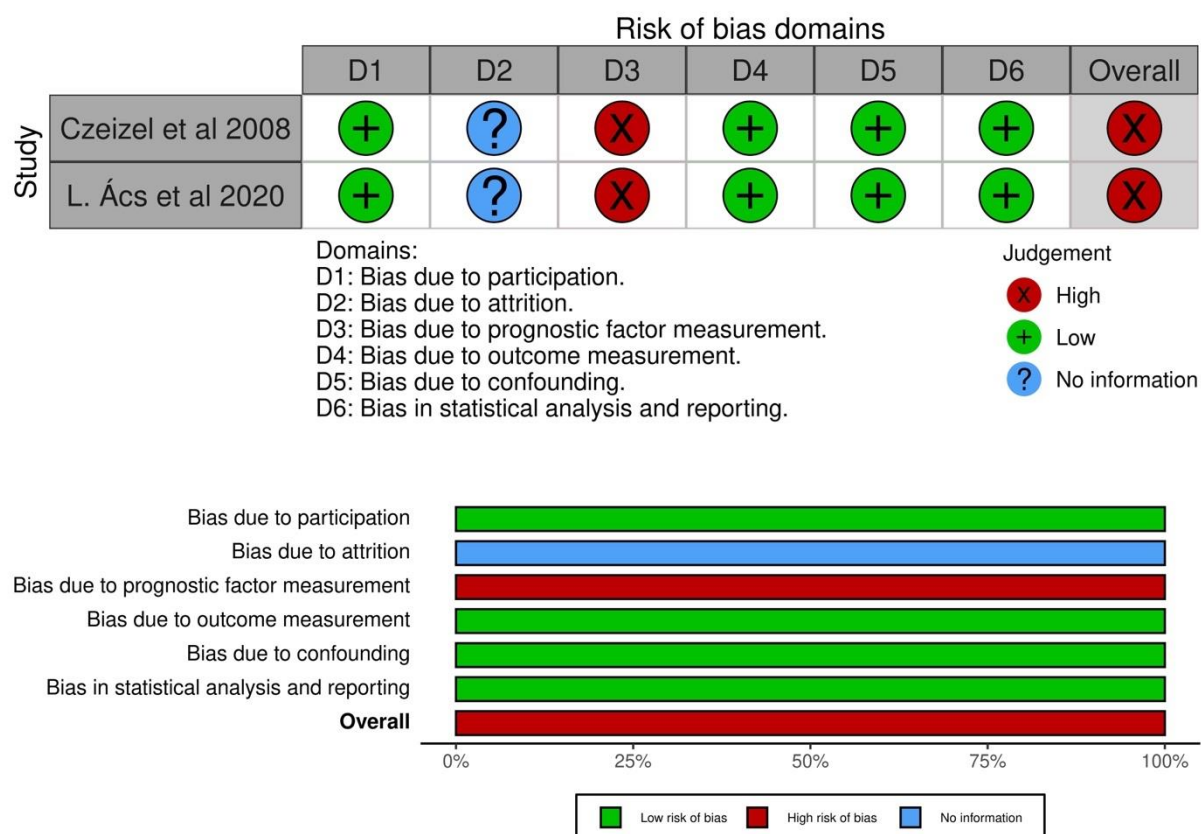 Risk of bias domains
D1 D2 D3 D4 D5 D6 Overall
Study
Czeizel et al 2008 + ? X + + + X
L. Ács et al 2020 + ? X + + + X
Domains:
D1: Bias due to participation.
D2: Bias due to attrition.
D3: Bias due to prognostic factor measurement.
D4: Bias due to outcome measurement.
D5: Bias due to confounding.
D6: Bias in statistical analysis and reporting.
Judgement
X High
+ Low
? No information
Bias due to participation
Bias due to attrition
Bias due to prognostic factor measurement
Bias due to outcome measurement
Bias due to confounding
Bias in statistical analysis and reporting
Overall
0% 25% 50% 75% 100%
Low risk of bias High risk of bias No information